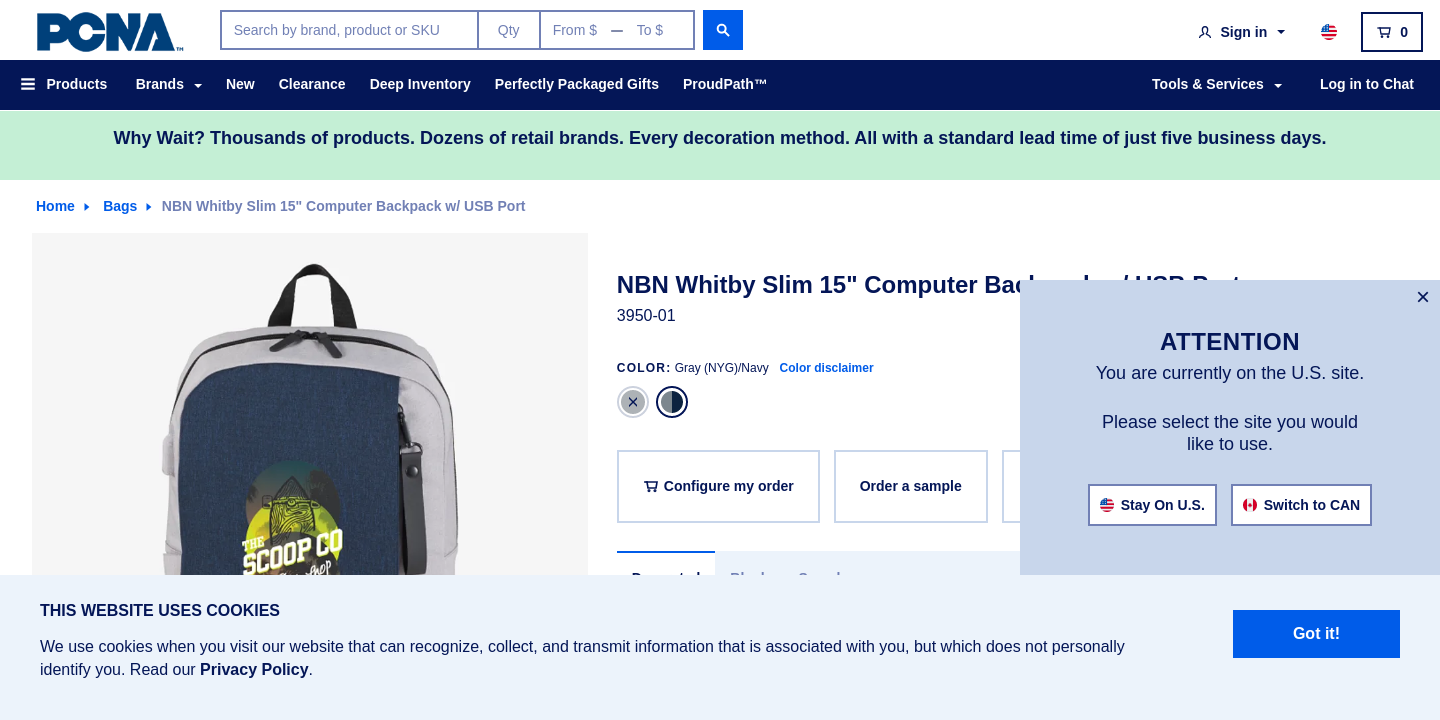 PCNA™
Search by brand, product or SKU
Qty
From $ — To $
Sign in
0
Products
Brands
New
Clearance
Deep Inventory
Perfectly Packaged Gifts
ProudPath™
Tools & Services
Log in to Chat
Why Wait? Thousands of products. Dozens of retail brands. Every decoration method. All with a standard lead time of just five business days.
Home
Bags
NBN Whitby Slim 15" Computer Backpack w/ USB Port
NBN Whitby Slim 15" Computer
3950-01
COLOR: Gray (NYG)/Navy Color disclaimer
Configure my order
Order a sample
THE
SCOOP CO
ATTENTION
You are currently on the U.S. site.
Please select the site you would
like to use.
Stay On U.S.
Switch to CAN
THIS WEBSITE USES COOKIES
We use cookies when you visit our website that can recognize, collect, and transmit information that is associated with you, but which does not personally
identify you. Read our Privacy Policy.
Got it!